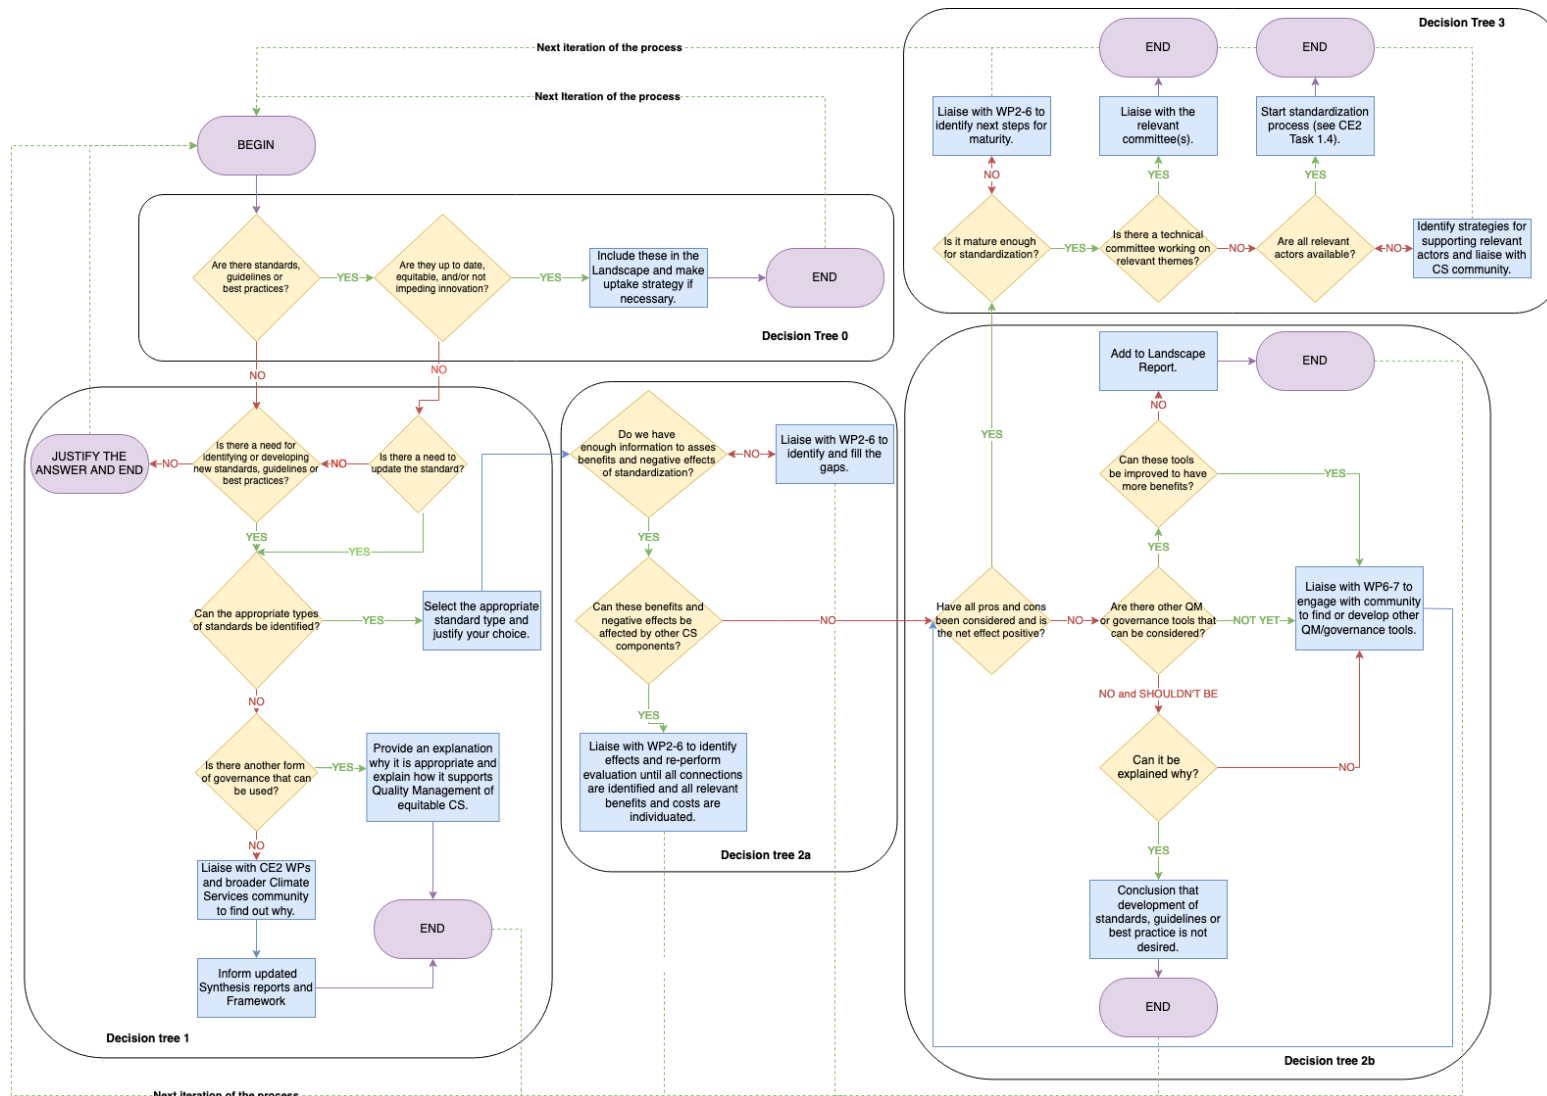 Decision Tree 3
Next iteration of the process
END
END
Next Iteration of the process
Liaise with WP2-6 to
identify next steps for
maturity.
Liaise with the
relevant
committee(s).
Start standardization
process (see CE2
Task 1.4).
BEGIN
NO
YES
YES
Is it mature enough
for standardization?
YES
Is there a technical
committee working on
relevant themes?
NO
Are all relevant
actors available?
NO
Identify strategies for
supporting relevant
actors and liaise with
CS community.
Are there standards,
guidelines or
best practices?
YES
Are they up to date,
equitable, and/or not
impeding innovation?
YES
Include these in the
Landscape and make
uptake strategy if
necessary.
END
Decision Tree 0
NO
NO
JUSTIFY THE
ANSWER AND END
NO
Is there a need for
identifying or developing
new standards, guidelines or
best practices?
NO
Is there a need to
update the standard?
YES
YES
Can the appropriate types
of standards be identified?
YES
Select the appropriate
standard type and
justify your choice.
NO
Is there another form
of governance that can
be used?
YES
Provide an explanation
why it is appropriate and
explain how it supports
Quality Management of
equitable CS.
NO
Liaise with CE2 WPs
and broader Climate
Services community
to find out why.
END
Inform updated
Synthesis reports and
Framework
Decision tree 1
Next iteration of the process
Do we have
enough information to asses
benefits and negative effects
of standardization?
NO
Liaise with WP2-6 to
identify and fill the
gaps.
YES
Can these benefits and
negative effects be
affected by other CS
components?
NO
YES
Liaise with WP2-6 to identify
effects and re-perform
evaluation until all connections
are identified and all relevant
benefits and costs are
individuated.
Decision tree 2a
Add to Landscape
Report.
END
NO
YES
Can these tools
be improved to have
more benefits?
YES
YES
Have all pros and cons
been considered and is
the net effect positive?
NO
Are there other QM
or governance tools that
can be considered?
NOT YET
Liaise with WP6-7 to
engage with community
to find or develop other
QM/governance tools.
NO and SHOULDN'T BE
Can it be
explained why?
NO
YES
Conclusion that
development of
standards, guidelines or
best practice is not
desired.
END
Decision tree 2b